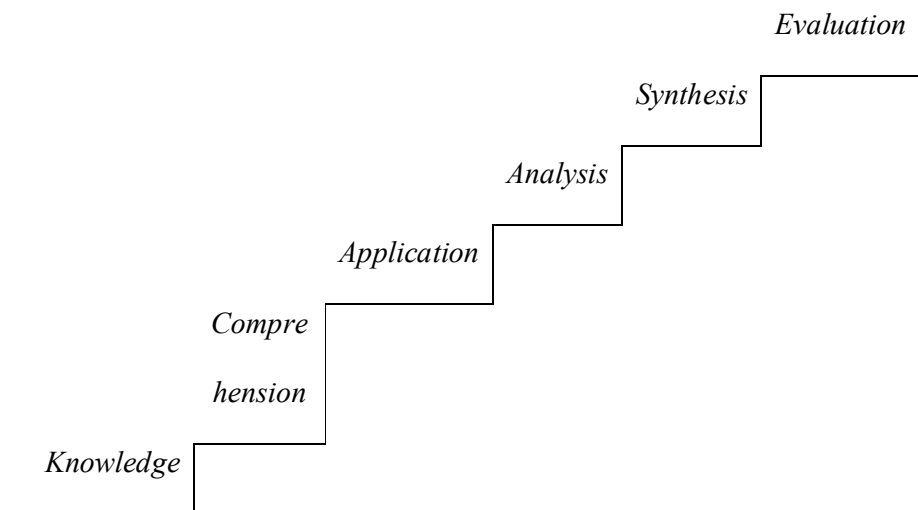 Evaluation
Synthesis
Analysis
Application
Compre
hension
Knowledge